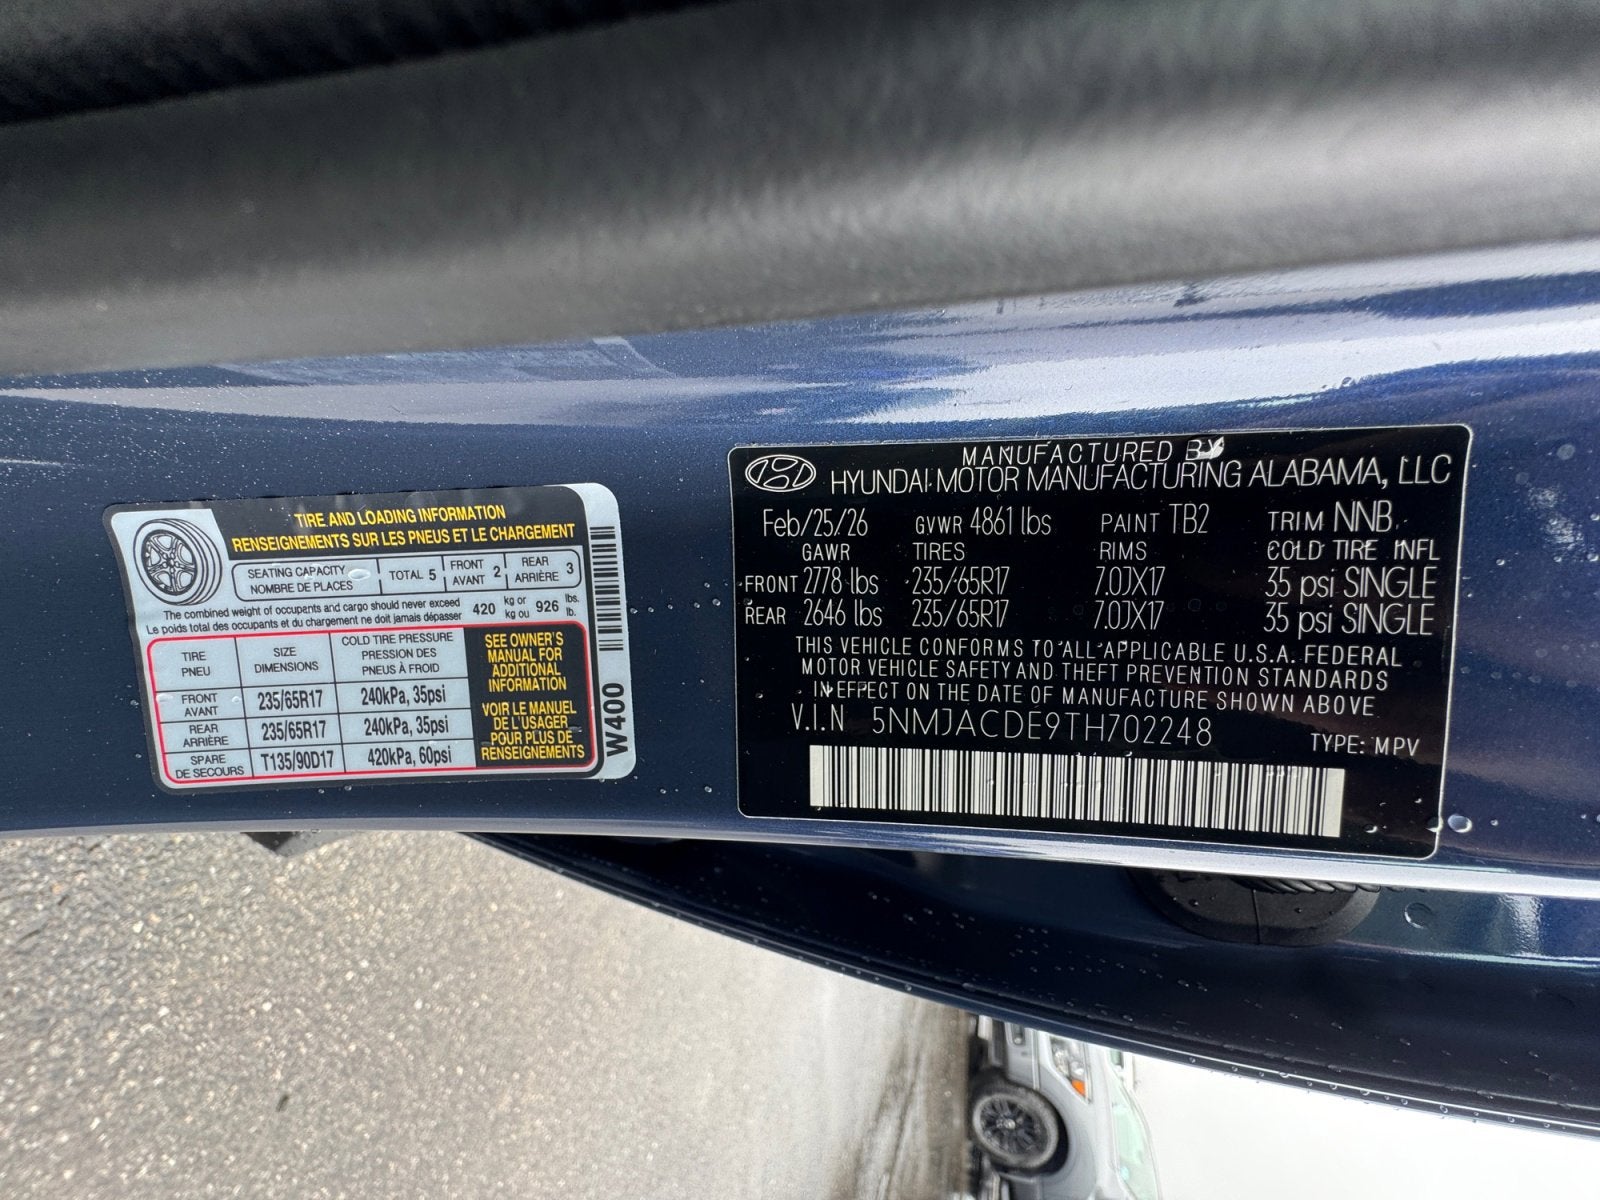 TIRE AND LOADING INFORMATION
RENSEIGNEMENTS SUR LES PNEUS ET LE CHARGEMENT
SEATING CAPACITY
NOMBRE DE PLACES
TOTAL 5
FRONT
AVANT 2
REAR
ARRIÈRE 3
The combined weight of occupants and cargo should never exceed
Le poids total des occupants et du chargement ne doit jamais dépasser
420 kg or
kg ou 926 lbs.
lb.
TIRE
PNEU
SIZE
DIMENSIONS
COLD TIRE PRESSURE
PRESSION DES
PNEUS À FROID
FRONT
AVANT
235/65R17 240kPa, 35psi
REAR
ARRIÈRE
235/65R17 240kPa, 35psi
SPARE
DE SECOURS
T135/90D17 420kPa, 60psi
SEE OWNER'S
MANUAL FOR
ADDITIONAL
INFORMATION
VOIR LE MANUEL
DE L'USAGER
POUR PLUS DE
RENSEIGNEMENTS
W400
MANUFACTURED BY
HYUNDAI MOTOR MANUFACTURING ALABAMA, LLC
Feb/25/26 GVWR 4861 lbs PAINT TB2 TRIM NNB
GAWR TIRES RIMS COLD TIRE INFL
FRONT 2778 lbs 235/65R17 7.0JX17 35 psi SINGLE
REAR 2646 lbs 235/65R17 7.0JX17 35 psi SINGLE
THIS VEHICLE CONFORMS TO ALL APPLICABLE U.S.A. FEDERAL
MOTOR VEHICLE SAFETY AND THEFT PREVENTION STANDARDS
IN EFFECT ON THE DATE OF MANUFACTURE SHOWN ABOVE
V.I.N 5NMJACDE9TH702248
TYPE: MPV